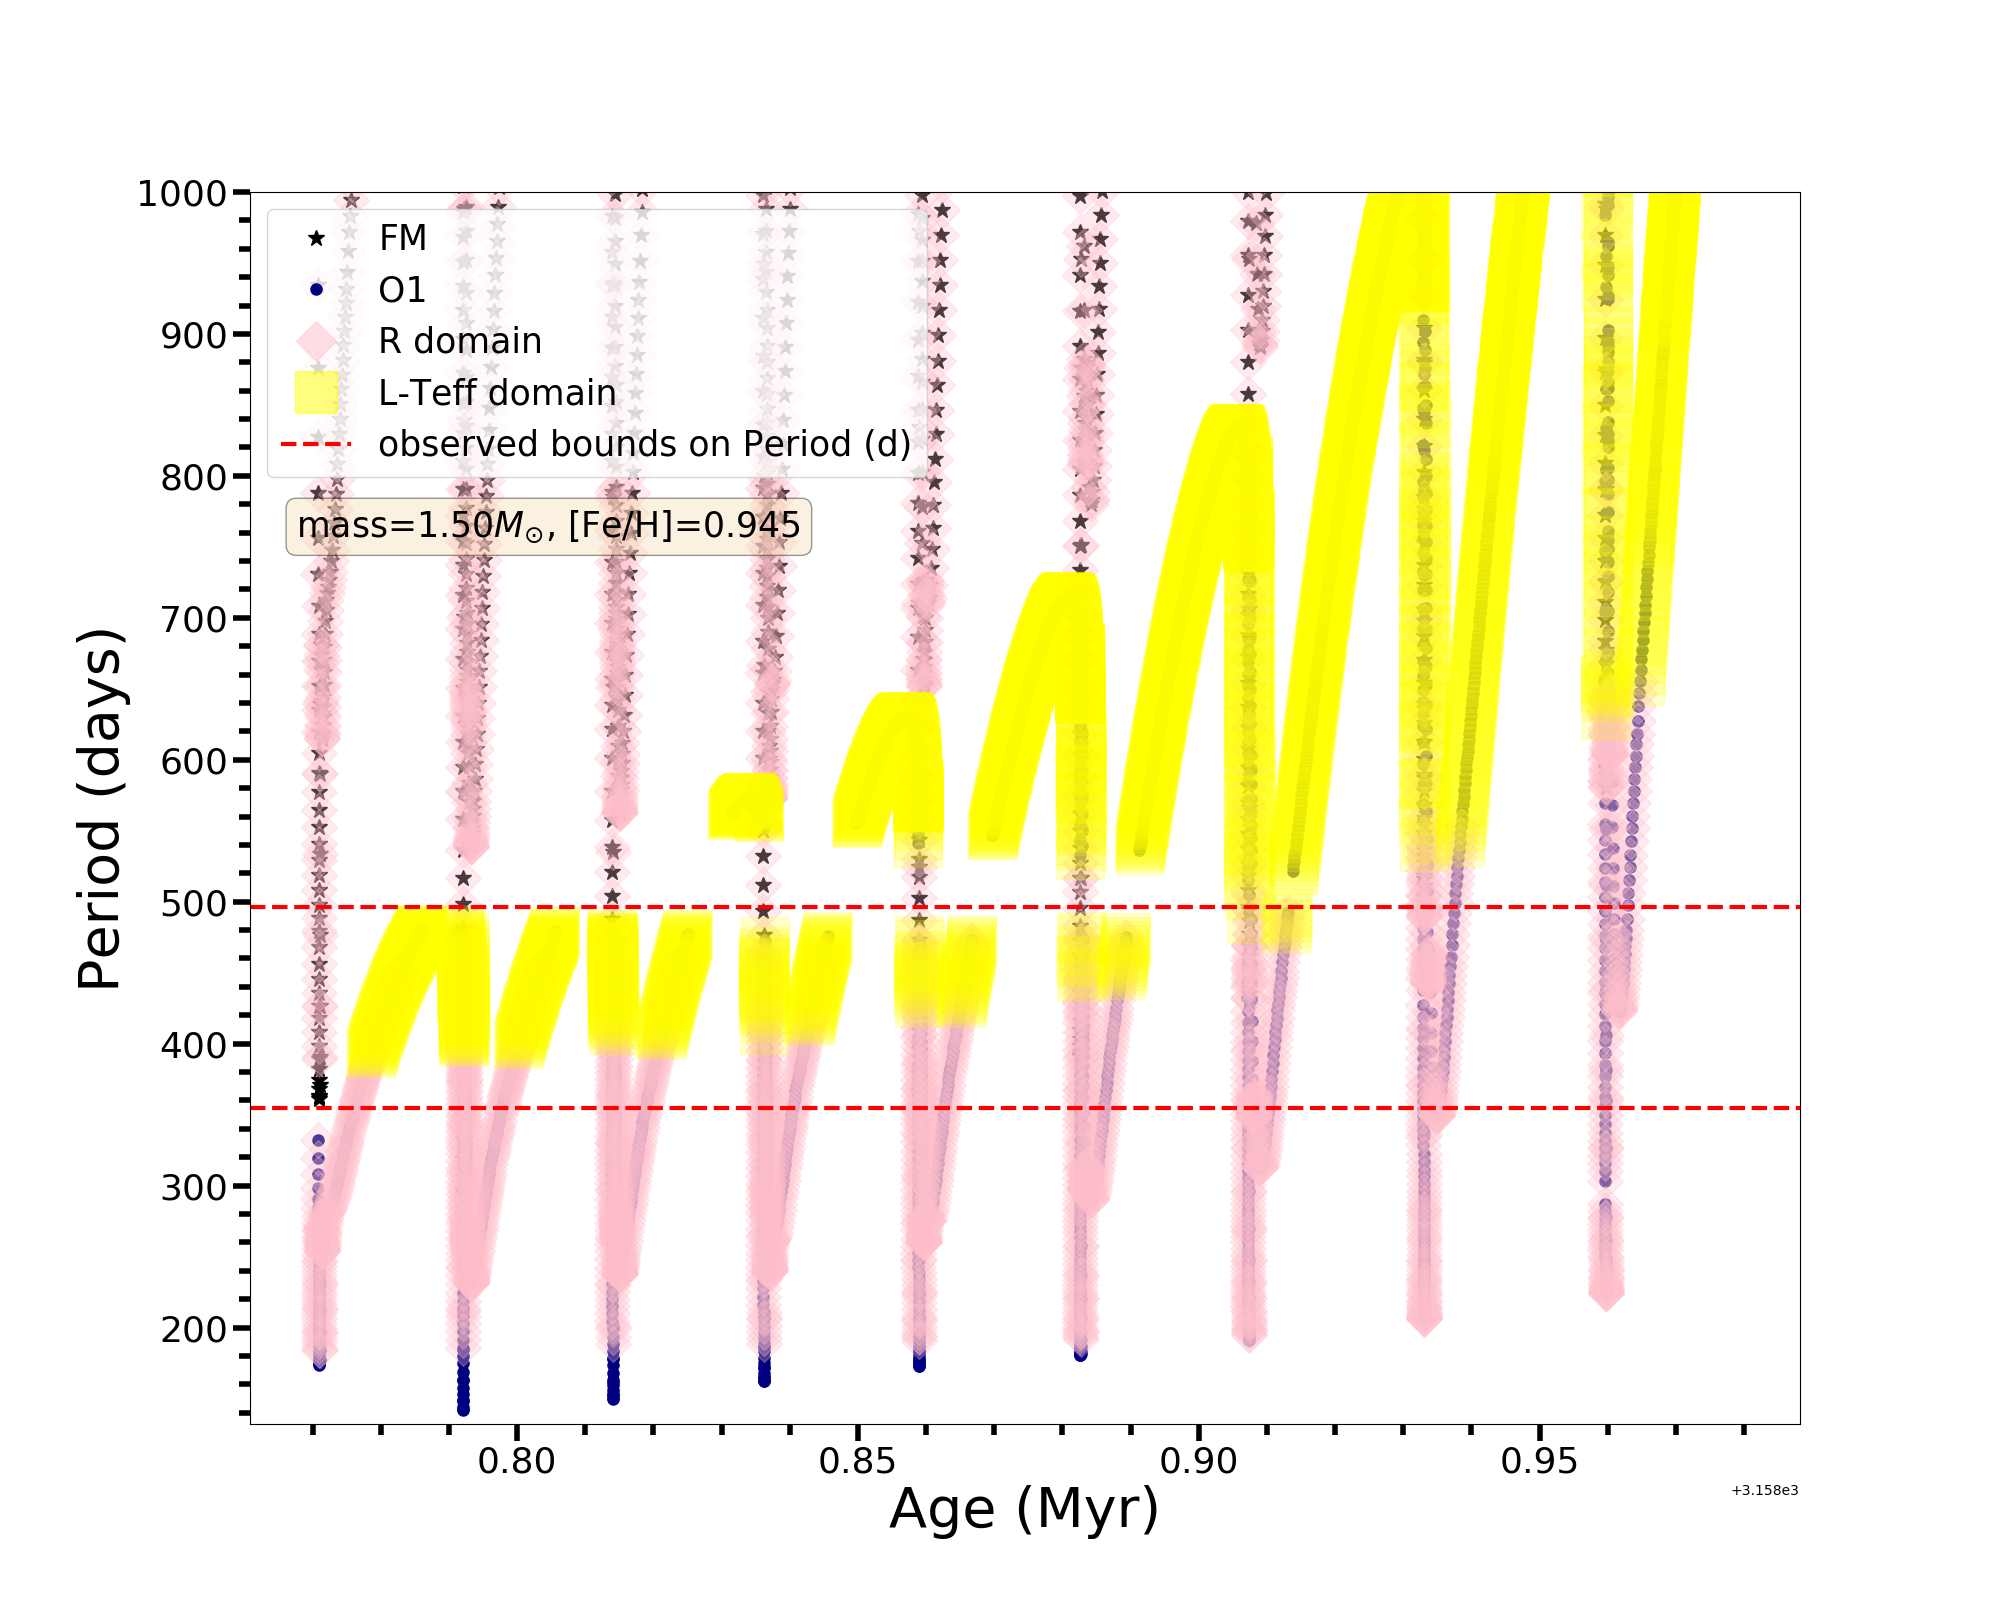 1000
900
800
700
600
500
400
300
200
Period (days)
FM
O1
R domain
L-Teff domain
observed bounds on Period (d)
mass=1.50M⊙, [Fe/H]=0.945
0.80 0.85 0.90 0.95
+3.158e3
Age (Myr)